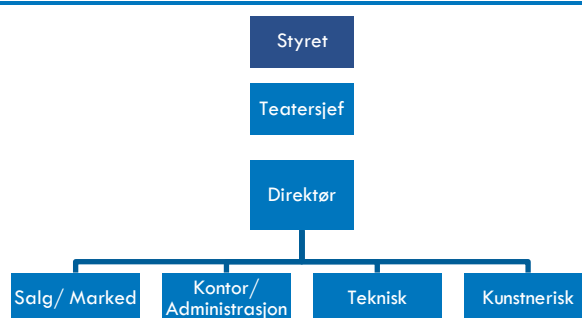 Styret
Teatersjef
Direktør
Salg/ Marked
Kontor/
Administrasjon
Teknisk
Kunstnerisk